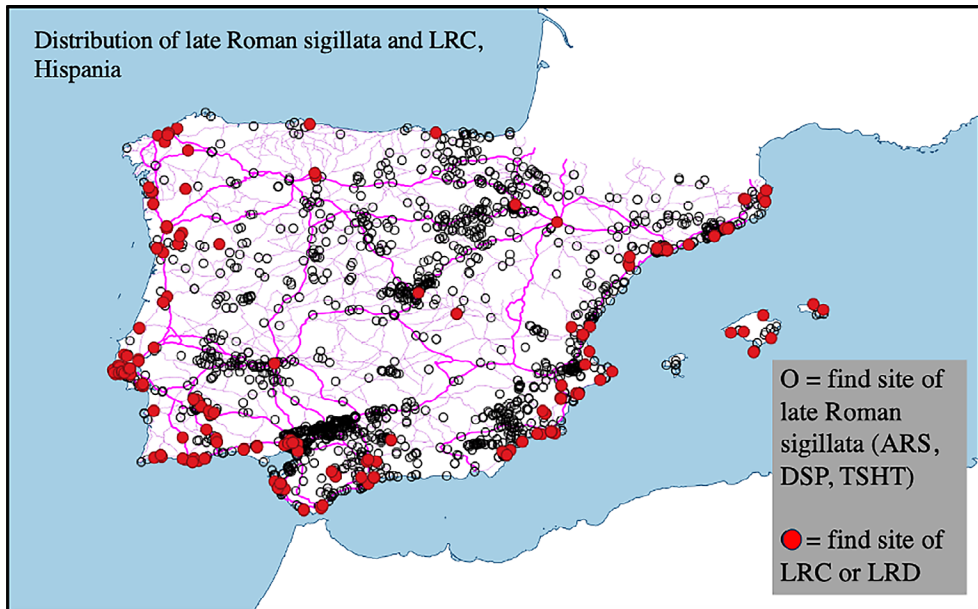 Distribution of late Roman sigillata and LRC,
Hispania
O = find site of
late Roman
sigillata (ARS,
DSP, TSHT)
= find site of
LRC or LRD